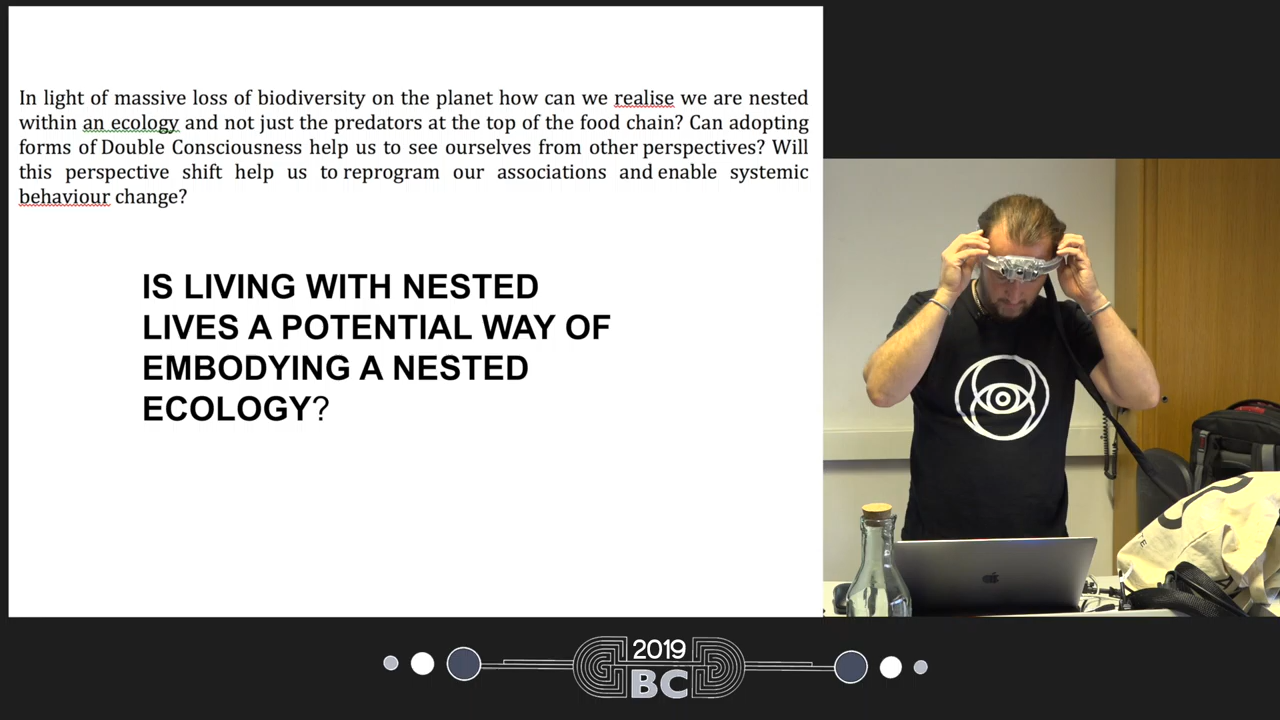 In light of massive loss of biodiversity on the planet how can we realise we are nested
within an ecology and not just the predators at the top of the food chain? Can adopting
forms of Double Consciousness help us to see ourselves from other perspectives? Will
this perspective shift help us to reprogram our associations and enable systemic
behaviour change?
IS LIVING WITH NESTED
LIVES A POTENTIAL WAY OF
EMBODYING A NESTED
ECOLOGY?
2019
BC